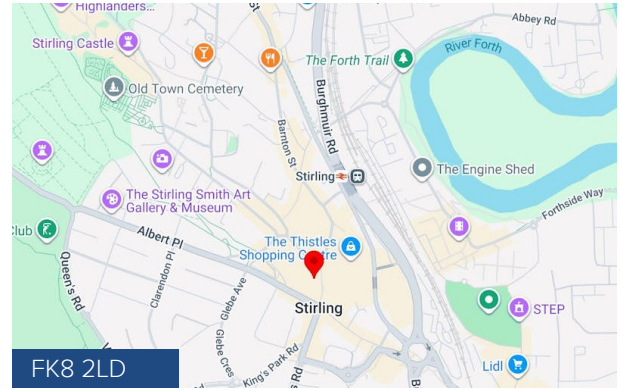 Highlanders...
Stirling Castle
Old Town Cemetery
St
Abbey Rd
River Forth
The Forth Trail
Burghmuir Rd
Barnton St
Stirling
The Engine Shed
The Stirling Smith Art
Gallery & Museum
Forthside Way
Club
Albert Pl
Queen's Rd
Clarendon Pl
Glebe Ave
The Thistles
Shopping Centre
Stirling
STEP
Glebe Cres
King's Park Rd
Lidl
FK8 2LD